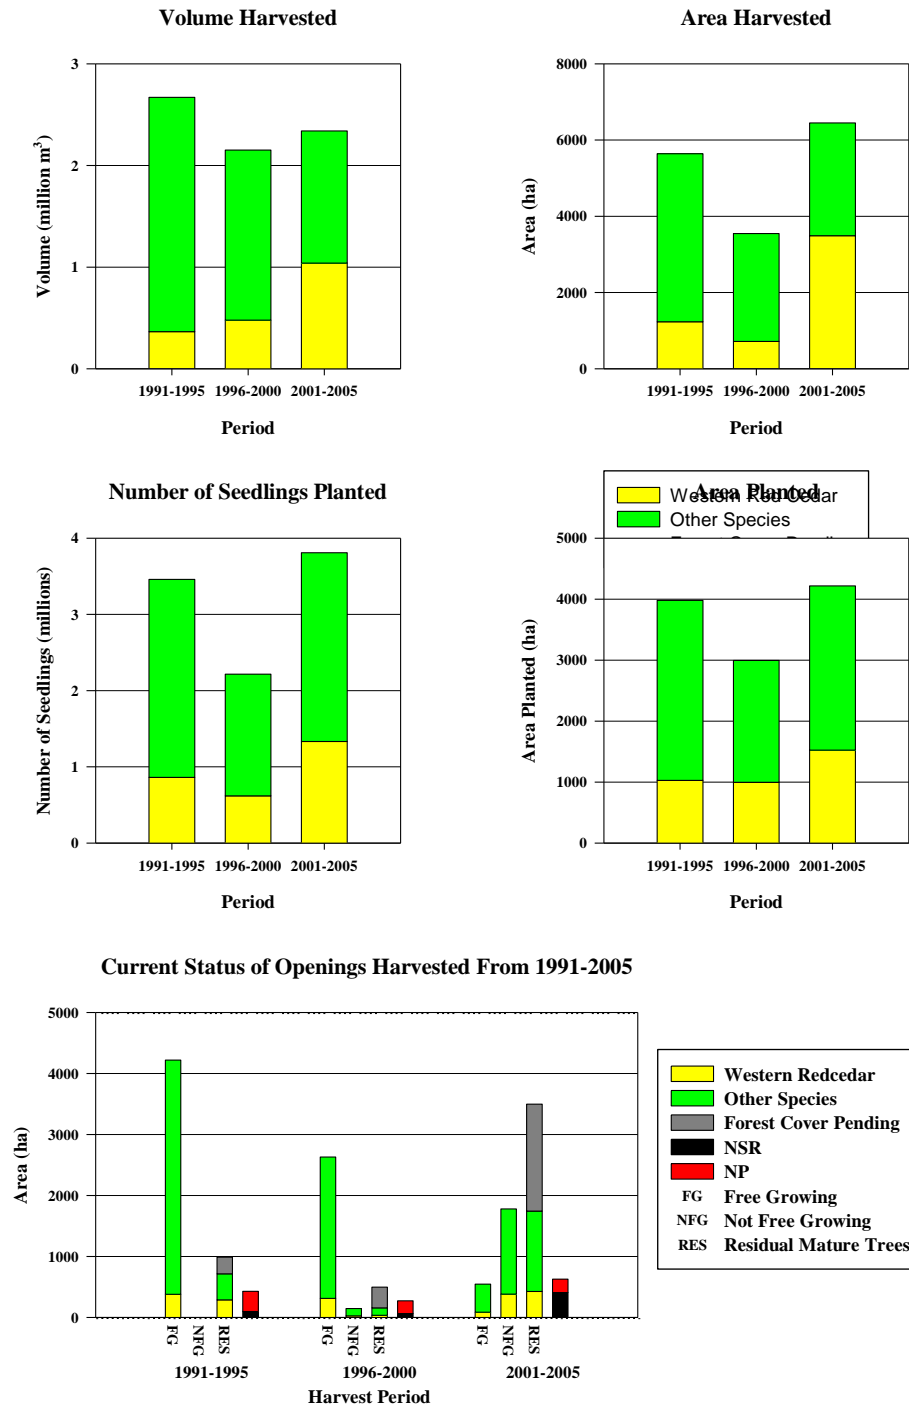 Volume Harvested
Area Harvested
3
2
1
0
Volume (million m³)
1991-1995 1996-2000 2001-2005
Period
8000
6000
4000
2000
0
Area (ha)
1991-1995 1996-2000 2001-2005
Period
Number of Seedlings Planted
4
3
2
1
0
Number of Seedlings (millions)
1991-1995 1996-2000 2001-2005
Period
Area Planted
Western Red Cedar
Other Species
5000
4000
3000
2000
1000
0
Area Planted (ha)
1991-1995 1996-2000 2001-2005
Period
Current Status of Openings Harvested From 1991-2005
5000
4000
3000
2000
1000
0
Area (ha)
FG NFG RES FG NFG RES FG NFG RES
1991-1995 1996-2000 2001-2005
Harvest Period
Western Redcedar
Other Species
Forest Cover Pending
NSR
NP
FG Free Growing
NFG Not Free Growing
RES Residual Mature Trees